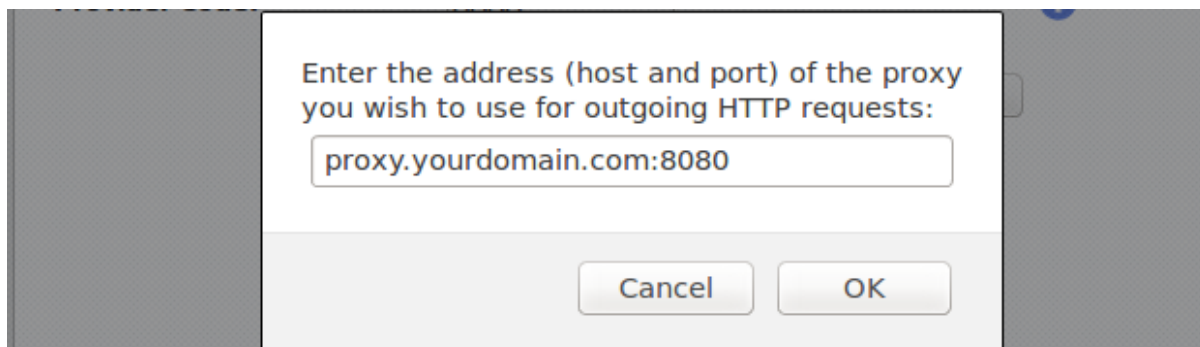 Enter the address (host and port) of the proxy
you wish to use for outgoing HTTP requests:
proxy.yourdomain.com:8080
Cancel OK